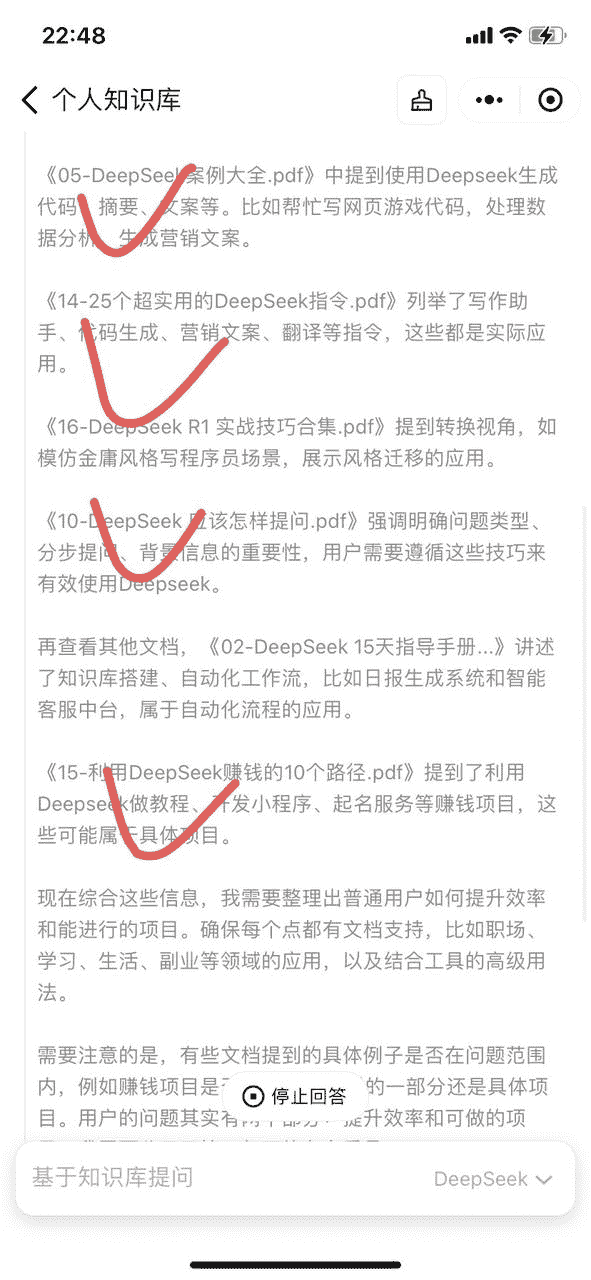 22:48
个人知识库
《05-DeepSeek案例大全.pdf》中提到使用Deepseek生成
代码、摘要、文案等。比如帮忙写网页游戏代码，处理数
据分析，生成营销文案。
《14-25个超实用的DeepSeek指令.pdf》列举了写作助
手、代码生成、营销文案、翻译等指令，这些都是实际应
用。
《16-DeepSeek R1 实战技巧合集.pdf》提到转换视角，如
模仿金庸风格写程序员场景，展示风格迁移的应用。
《10-DeepSeek 应该怎样提问.pdf》强调明确问题类型、
分步提问、背景信息的重要性，用户需要遵循这些技巧来
有效使用Deepseek。
再查看其他文档，《02-DeepSeek 15天指导手册...》讲述
了知识库搭建、自动化工作流，比如日报生成系统和智能
客服中台，属于自动化流程的应用。
《15-利用DeepSeek赚钱的10个路径.pdf》提到了利用
Deepseek做教程、开发小程序、起名服务等赚钱项目，这
些可能属于具体项目。
现在综合这些信息，我需要整理出普通用户如何提升效率
和能进行的项目。确保每个点都有文档支持，比如职场、
学习、生活、副业等领域的应用，以及结合工具的高级用
法。
需要注意的是，有些文档提到的具体例子是否在问题范围
内，例如赚钱项目是 的一部分还是具体项
停止回答
目。用户的问题其实有两个部分：提升效率和可做的项
基于知识库提问
DeepSeek